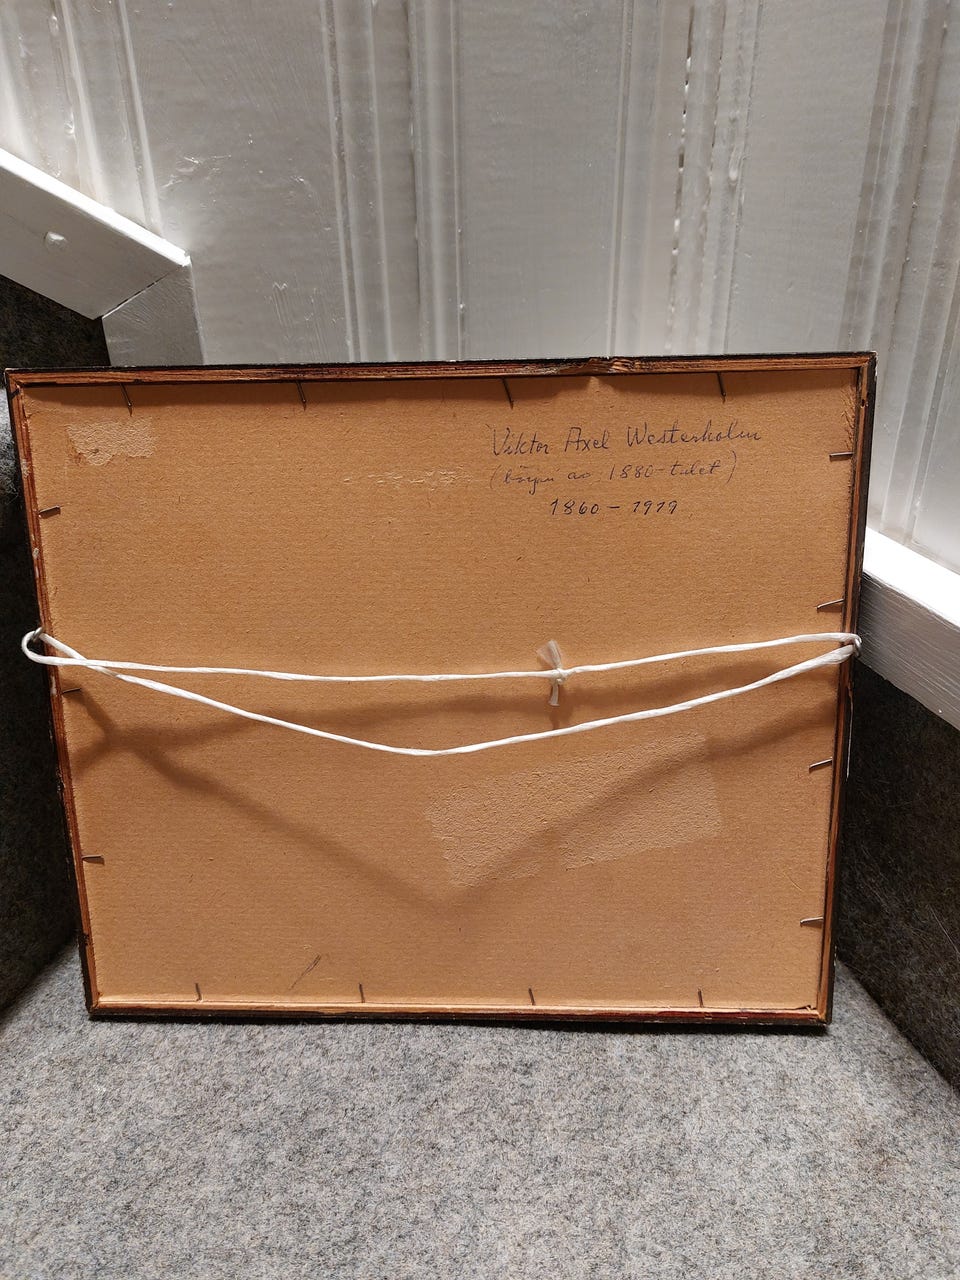 Viktor Axel Westerholm
(början av 1880-talet)
1860 - 1919